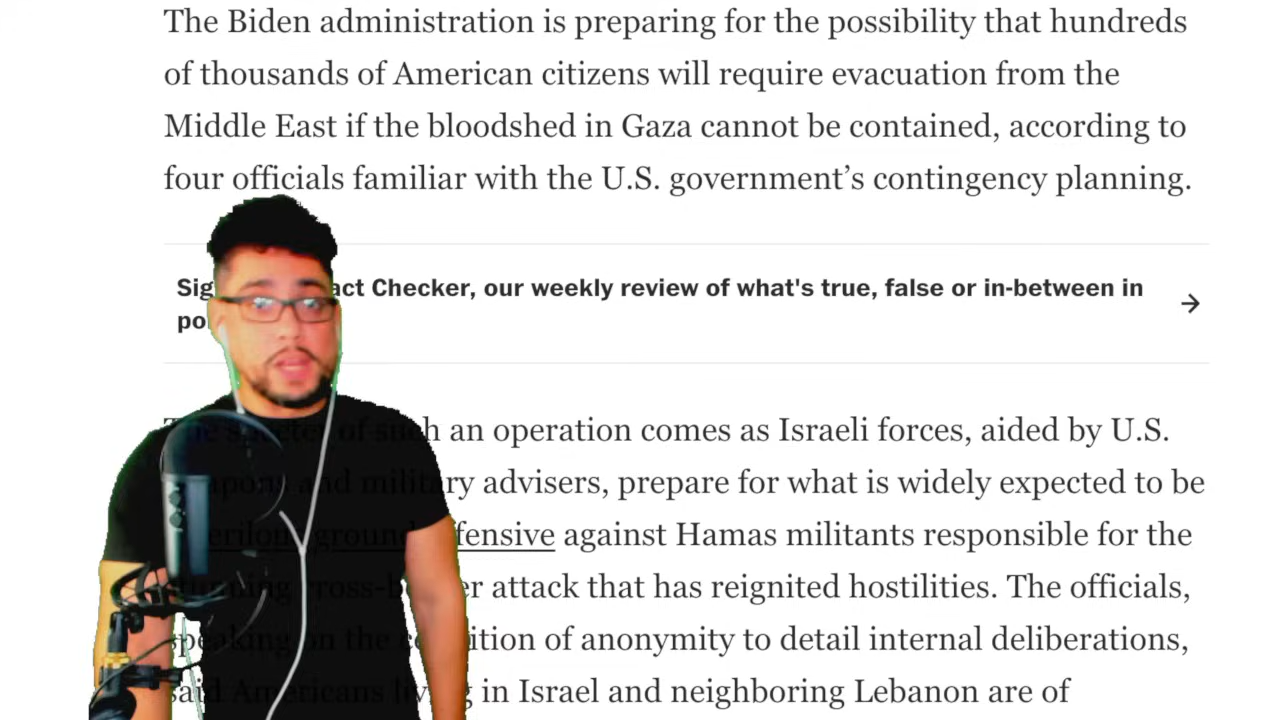 The Biden administration is preparing for the possibility that hundreds
of thousands of American citizens will require evacuation from the
Middle East if the bloodshed in Gaza cannot be contained, according to
four officials familiar with the U.S. government’s contingency planning.
act Checker, our weekly review of what's true, false or in-between in
such an operation comes as Israeli forces, aided by U.S.
and military advisers, prepare for what is widely expected to be
ground offensive against Hamas militants responsible for the
attack that has reignited hostilities. The officials,
speaking on the condition of anonymity to detail internal deliberations,
said Americans living in Israel and neighboring Lebanon are of